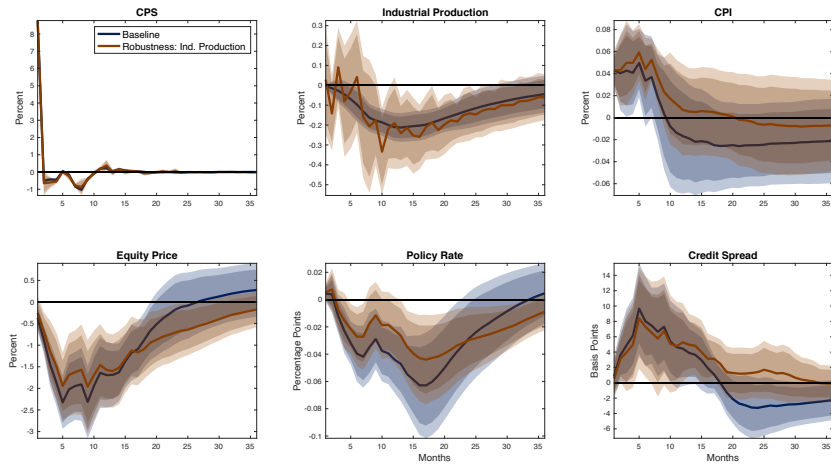 CPS
Baseline
Robustness: Ind. Production
Percent
8
7
6
5
4
3
2
1
0
-1
5 10 15 20 25 30 35
Industrial Production
Percent
0.3
0.2
0.1
0
-0.1
-0.2
-0.3
-0.4
-0.5
5 10 15 20 25 30 35
CPI
Percent
0.08
0.06
0.04
0.02
0
-0.02
-0.04
-0.06
5 10 15 20 25 30 35
Equity Price
Percent
0.5
0
-0.5
-1
-1.5
-2
-2.5
-3
5 10 15 20 25 30 35
Policy Rate
Percentage Points
0.02
0
-0.02
-0.04
-0.06
-0.08
-0.1
5 10 15 20 25 30 35
Months
Credit Spread
Basis Points
14
12
10
8
6
4
2
0
-2
-4
-6
5 10 15 20 25 30 35
Months